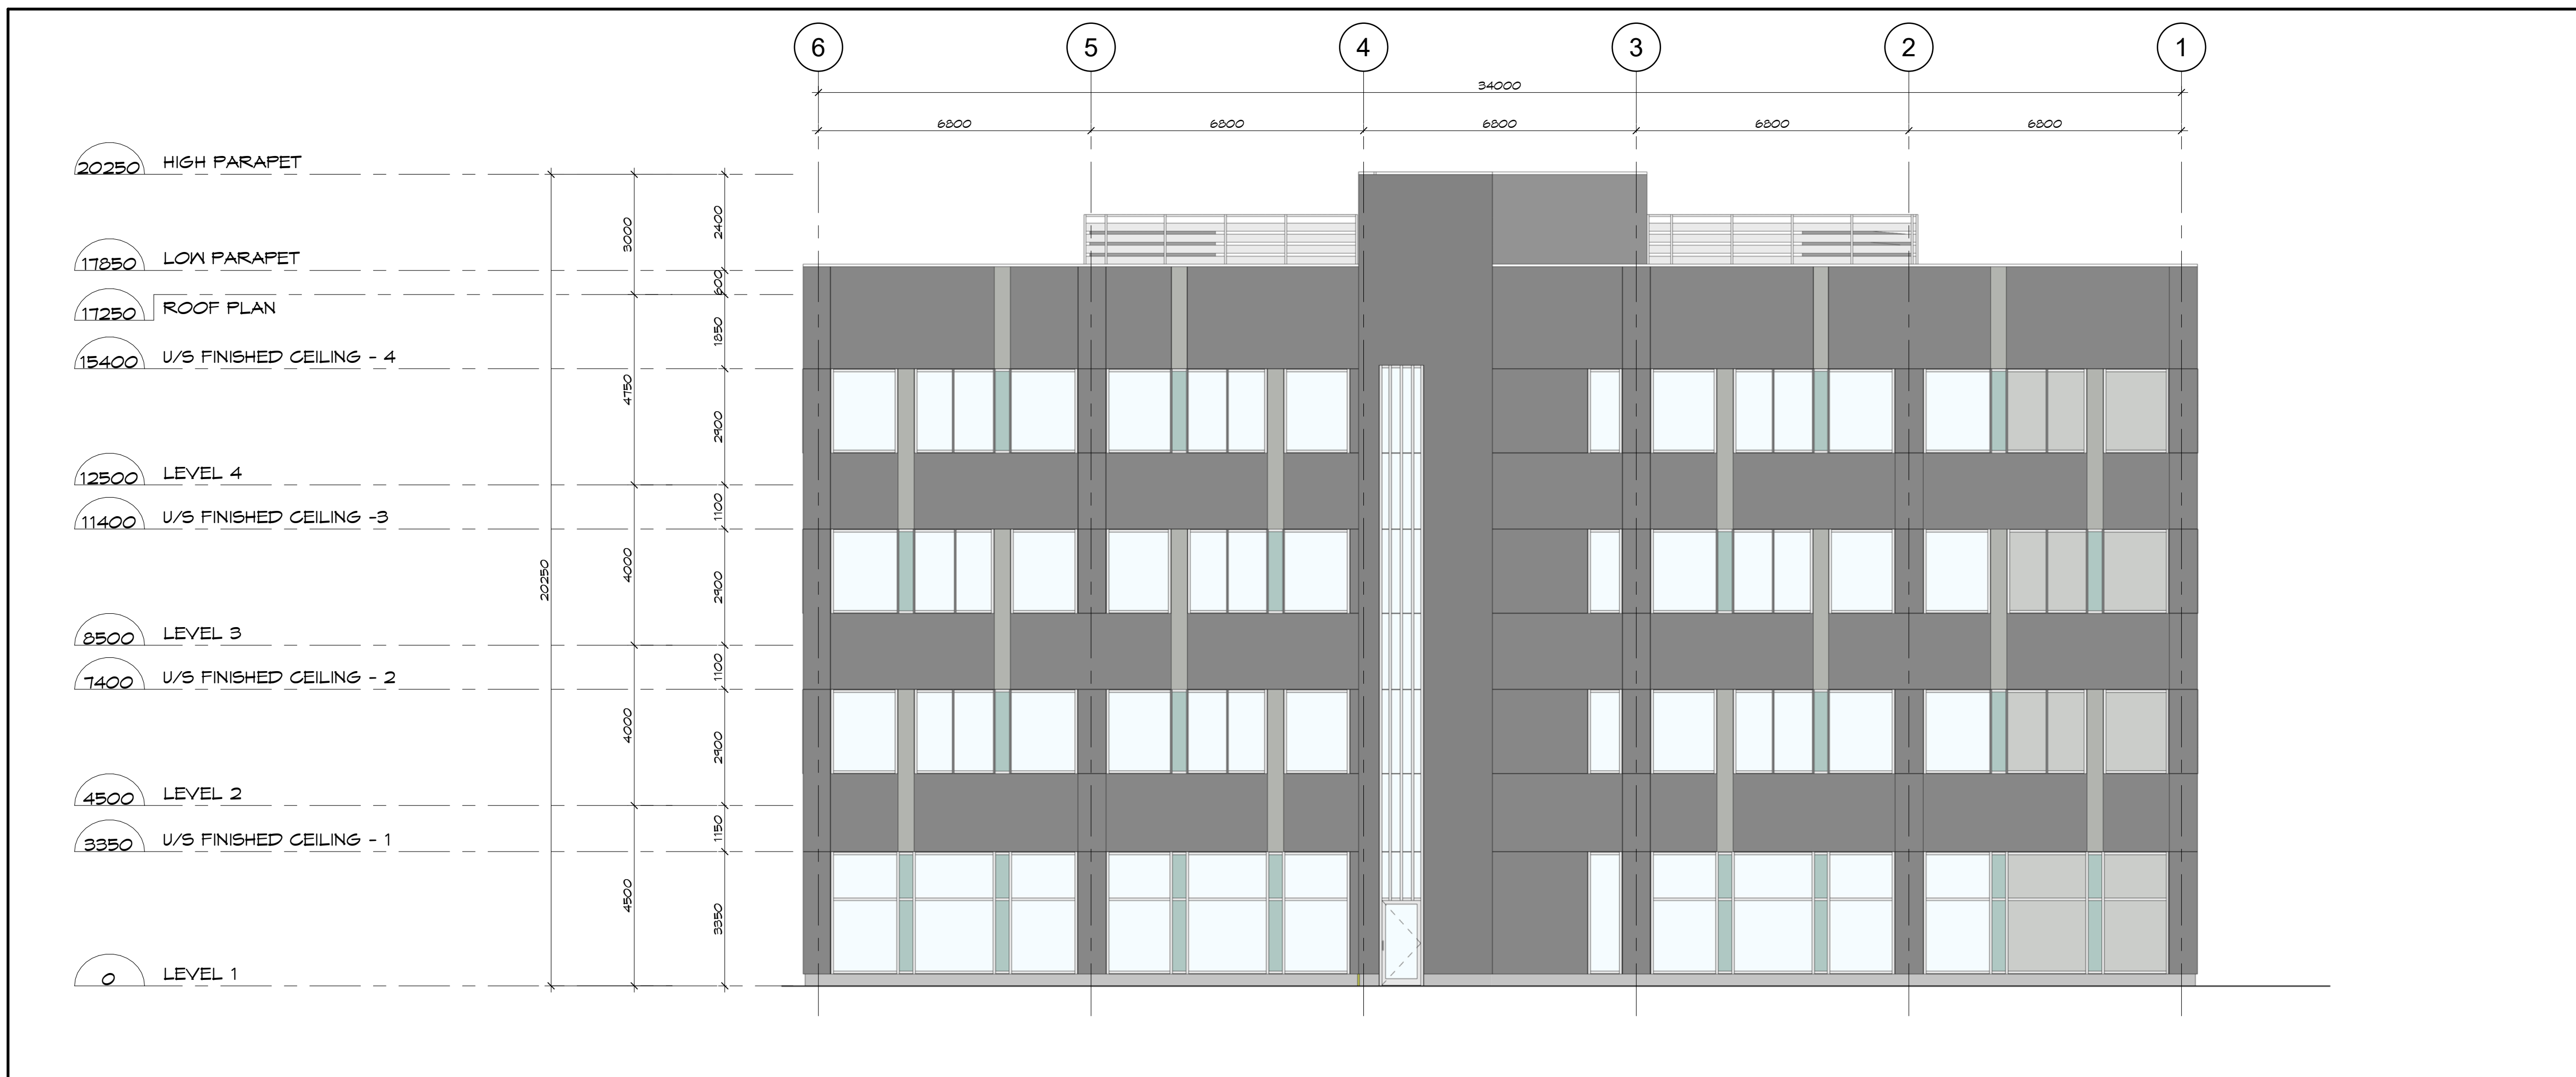 6 5 4 3 2 1
34000
6800 6800 6800 6800 6800
20250 HIGH PARAPET
17850 LOW PARAPET
17250 ROOF PLAN
15400 U/S FINISHED CEILING - 4
12500 LEVEL 4
11400 U/S FINISHED CEILING -3
8500 LEVEL 3
7400 U/S FINISHED CEILING - 2
4500 LEVEL 2
3350 U/S FINISHED CEILING - 1
0 LEVEL 1
20250
3000
4750
4000
4000
4500
2400
600
1850
2900
1100
2900
1100
2900
1150
3350